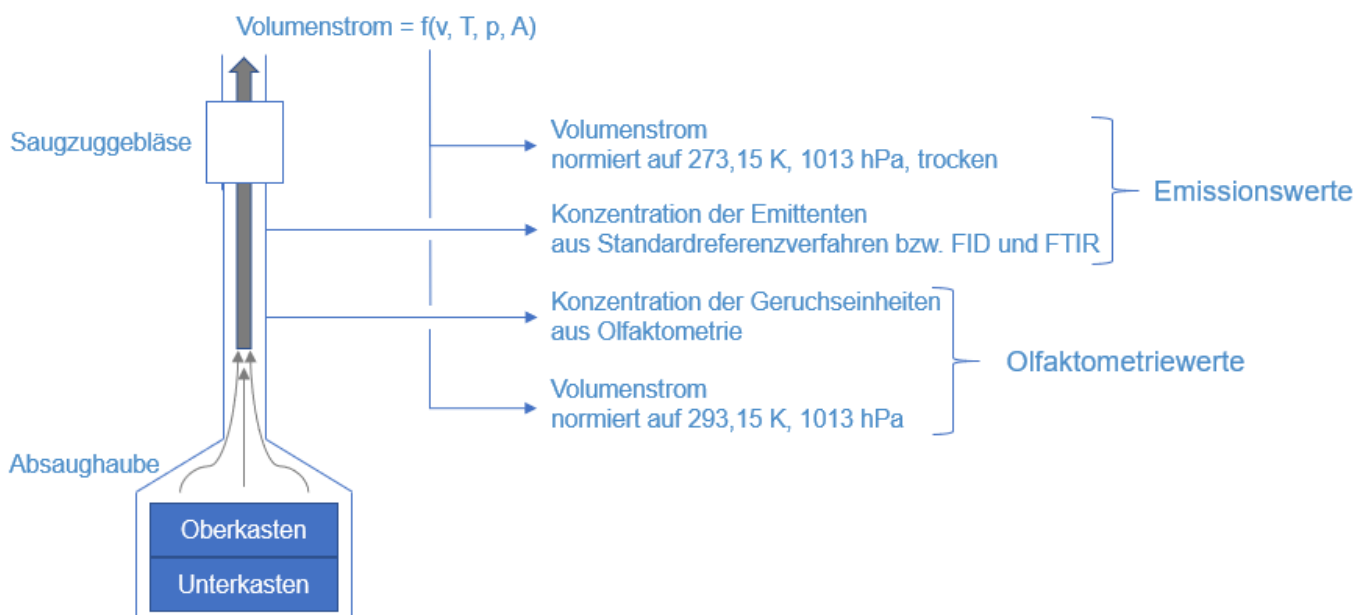 Volumenstrom = f(v, T, p, A)
Saugzuggebläse
Volumenstrom
normiert auf 273,15 K, 1013 hPa, trocken
Emissionswerte
Konzentration der Emittenten
aus Standardreferenzverfahren bzw. FID und FTIR
Konzentration der Geruchseinheiten
aus Olfaktometrie
Olfaktometriewerte
Volumenstrom
normiert auf 293,15 K, 1013 hPa
Absaughaube
Oberkasten
Unterkasten